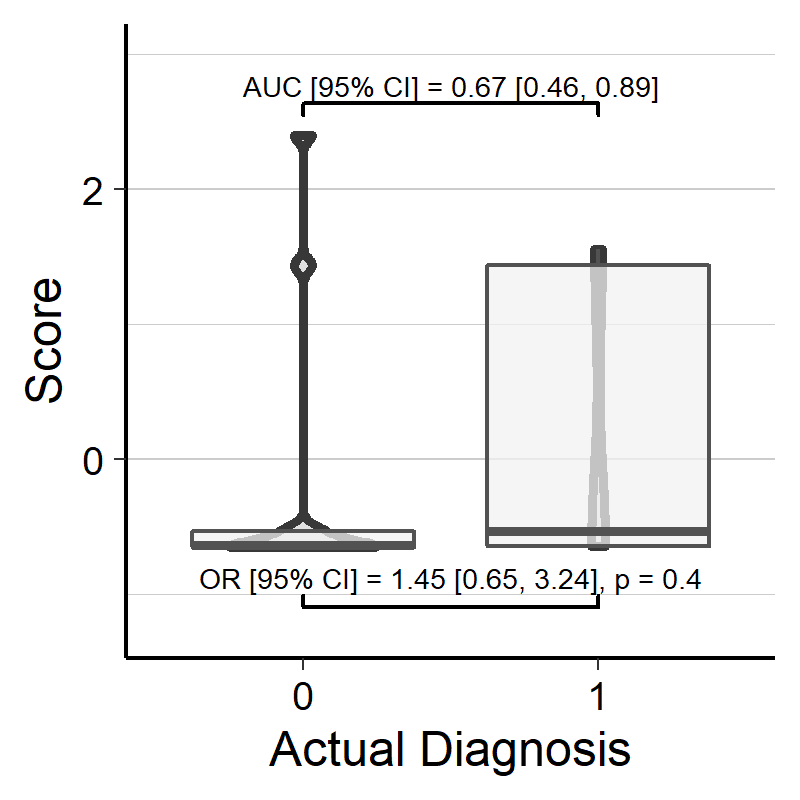 AUC [95% CI] = 0.67 [0.46, 0.89]
2
Score
0
OR [95% CI] = 1.45 [0.65, 3.24], p = 0.4
0 1
Actual Diagnosis